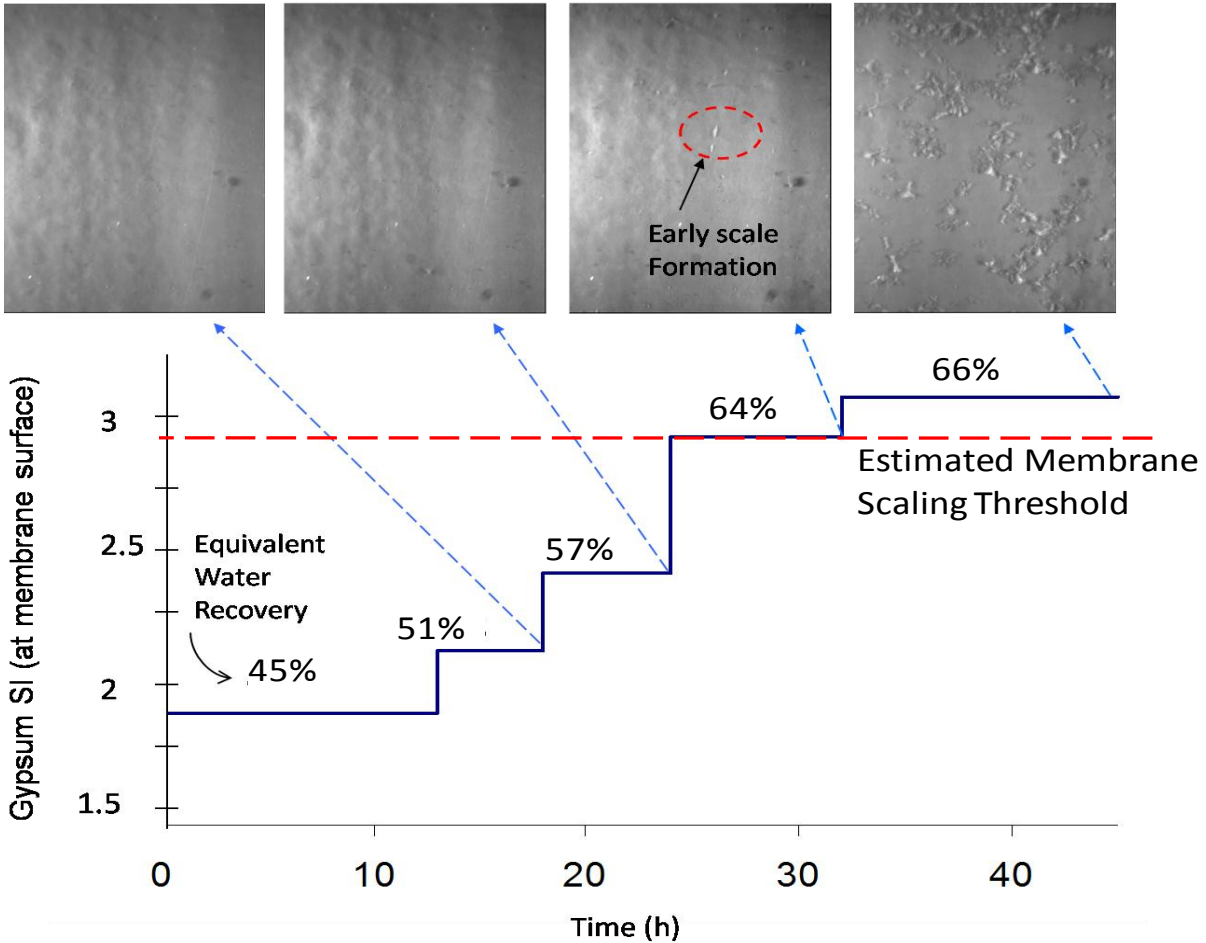 Early scale
Formation
66%
64%
3
Estimated Membrane
Scaling Threshold
2.5
57%
Equivalent
Water
Recovery
51%
45%
2
1.5
Gypsum SI (at membrane surface)
0
10
20
30
40
Time (h)